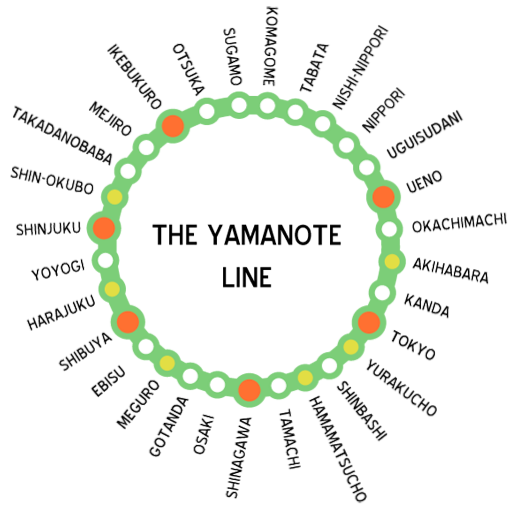 KOMAGOME
TABATA
NISHI-NIPPORI
NIPPORI
UGUISUDANI
UENO
OKACHIMACHI
AKIHABARA
KANDA
TOKYO
YURAKUCHO
SHINBASHI
HAMAMATSUCHO
TAMACHI
SHINAGAWA
OSAKI
GOTANDA
MEGURO
EBISU
SHIBUYA
HARAJUKU
YOYOGI
SHINJUKU
SHIN-OKUBO
TAKADANOBABA
MEJIRO
IKEBUKURO
OTSUKA
SUGAMO
THE YAMANOTE
LINE